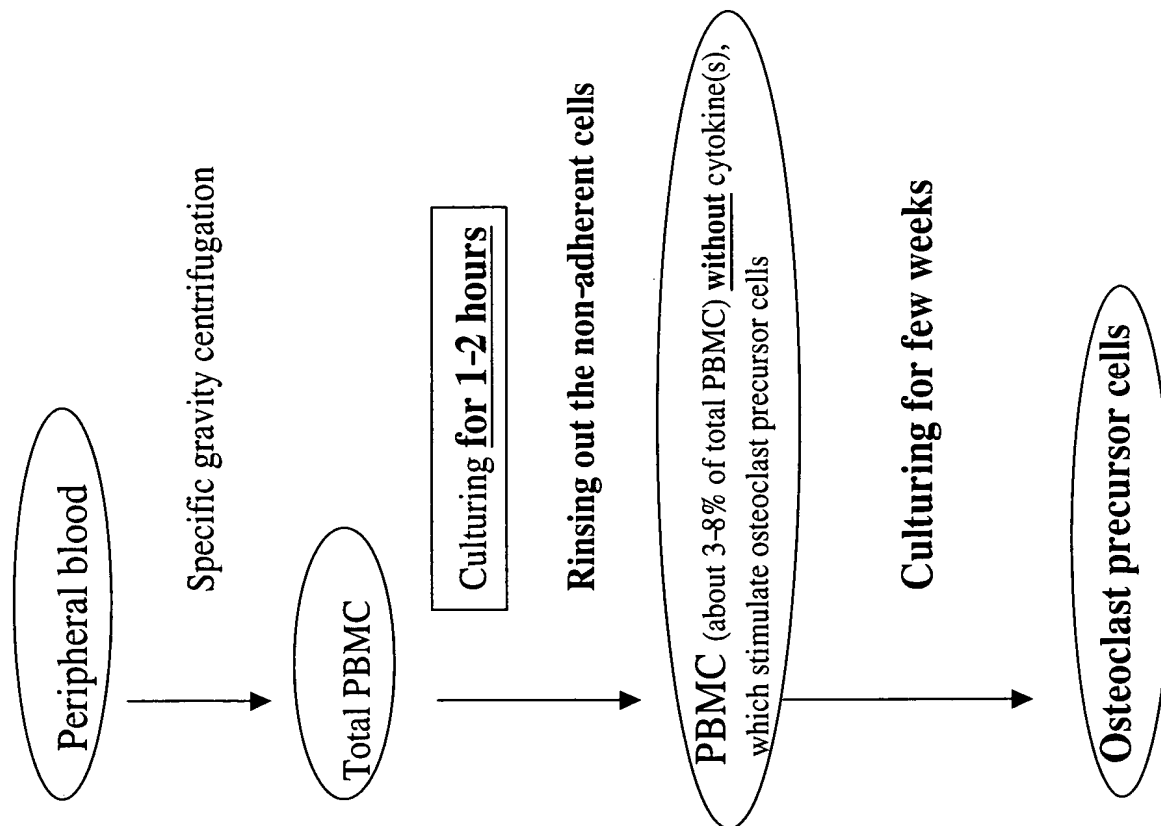 Peripheral blood
Specific gravity centrifugation
Total PBMC
Culturing for 1-2 hours
Rinsing out the non-adherent cells
PBMC (about 3-8% of total PBMC) without cytokine(s),
which stimulate osteoclast precursor cells
Culturing for few weeks
Osteoclast precursor cells